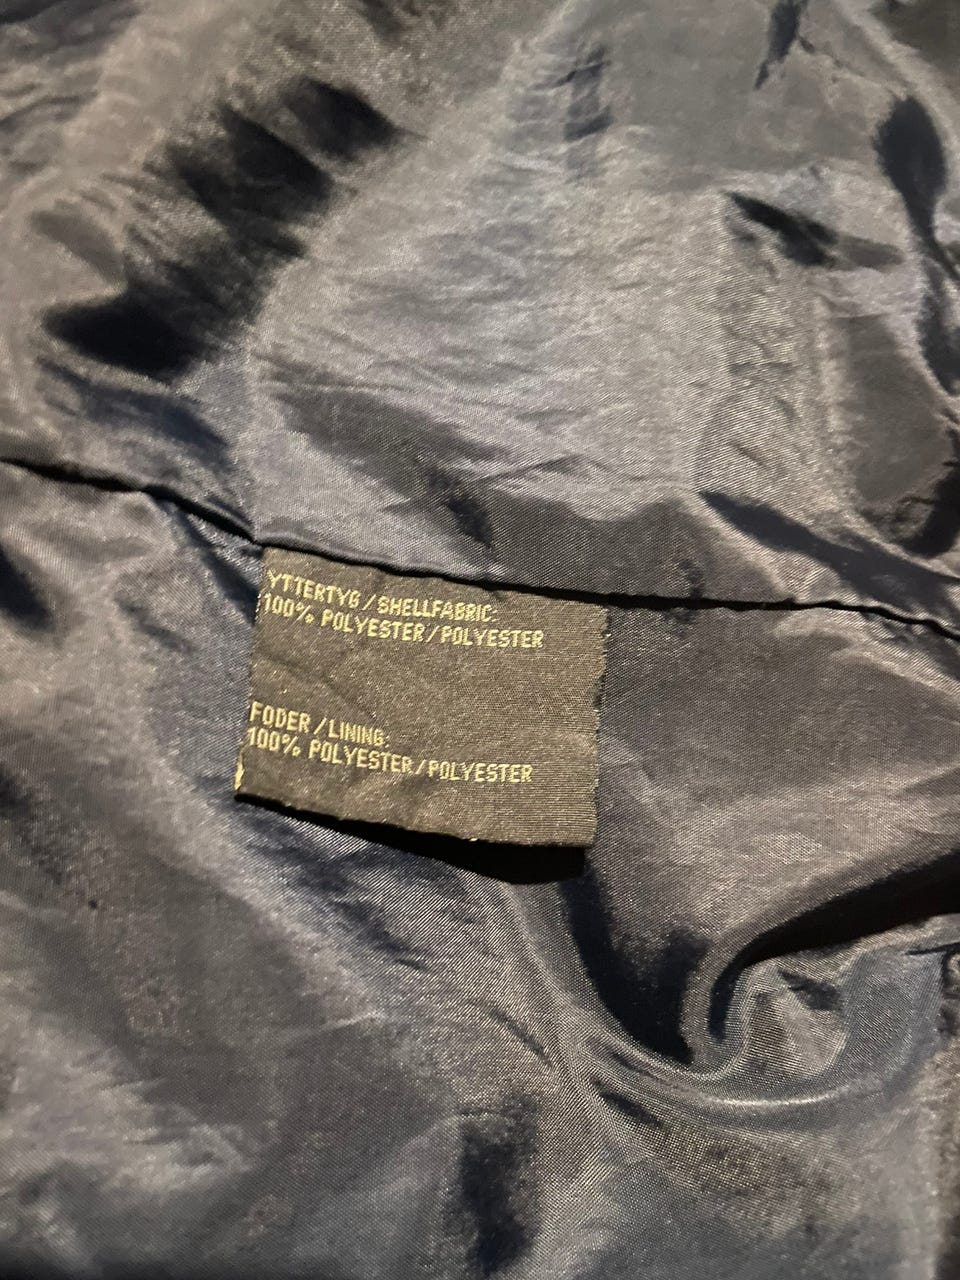 YTTERTYG / SHELLFABRIC:
100% POLYESTER / POLYESTER
FODER / LINING:
100% POLYESTER / POLYESTER